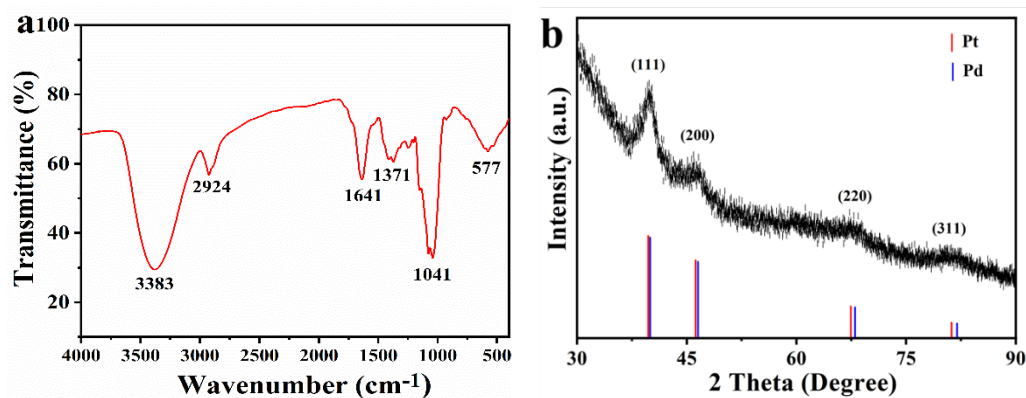 a
100
80
60
40
20
Transmittance (%)
3383
2924
1641
1371
1041
577
4000 3500 3000 2500 2000 1500 1000 500
Wavenumber (cm-1)
b
Pt
Pd
(111)
(200)
(220)
(311)
Intensity (a.u.)
30 45 60 75 90
2 Theta (Degree)